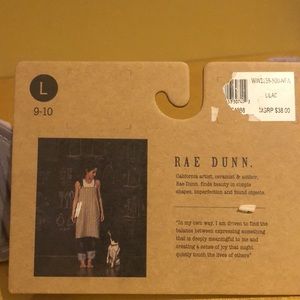 L
9-10
LILAC
MSRP $38.00
RAE DUNN.
California artist, ceramist & author,
Rae Dunn, finds beauty in simple
shapes, imperfection and found objects.
"In my own way, I am driven to find the
balance between expressing something
that is deeply meaningful to me and
creating a sense of joy that might
quietly touch the lives of others"